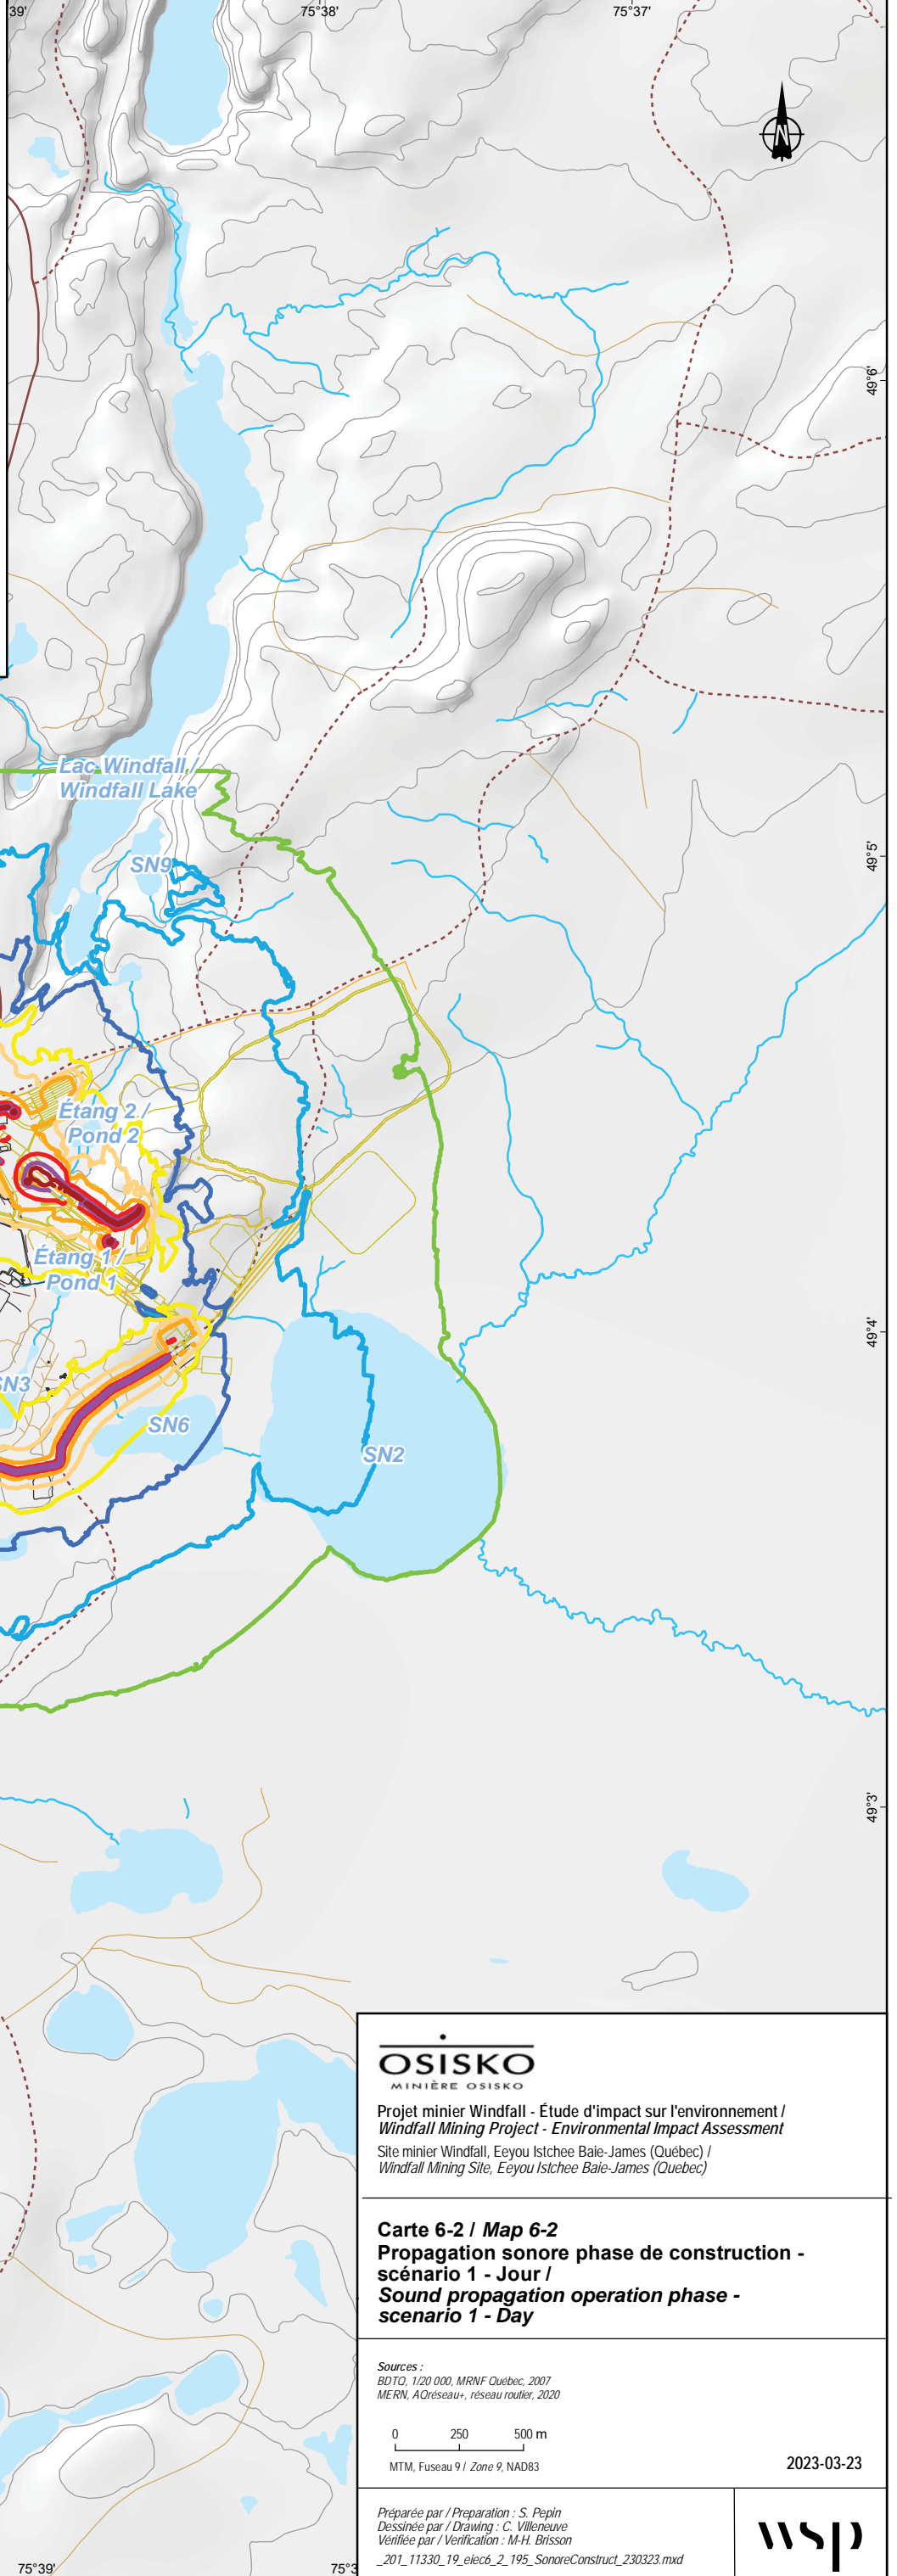 39'
75°38'
75°37'
N
49°6'
Lac Windfall /
Windfall Lake
SN9
49°5'
Étang 2 /
Pond 2
Étang 1 /
Pond 1
49°4'
SN3
SN6
SN2
49°3'
OSISKO
MINIÈRE OSISKO
Projet minier Windfall - Étude d'impact sur l'environnement /
Windfall Mining Project - Environmental Impact Assessment
Site minier Windfall, Eeyou Istchee Baie-James (Québec) /
Windfall Mining Site, Eeyou Istchee Baie-James (Quebec)
Carte 6-2 / Map 6-2
Propagation sonore phase de construction -
scénario 1 - Jour /
Sound propagation operation phase -
scenario 1 - Day
Sources :
BDTQ, 1/20 000, MRNF Québec, 2007
MERN, AQréseau+, réseau routier, 2020
0 250 500 m
MTM, Fuseau 9 / Zone 9, NAD83
2023-03-23
Préparée par / Preparation : S. Pepin
Dessinée par / Drawing : C. Villeneuve
Vérifiée par / Verification : M-H. Brisson
_201_11330_19_eiec6_2_195_SonoreConstruct_230323.mxd
wsp
75°39'
75°3